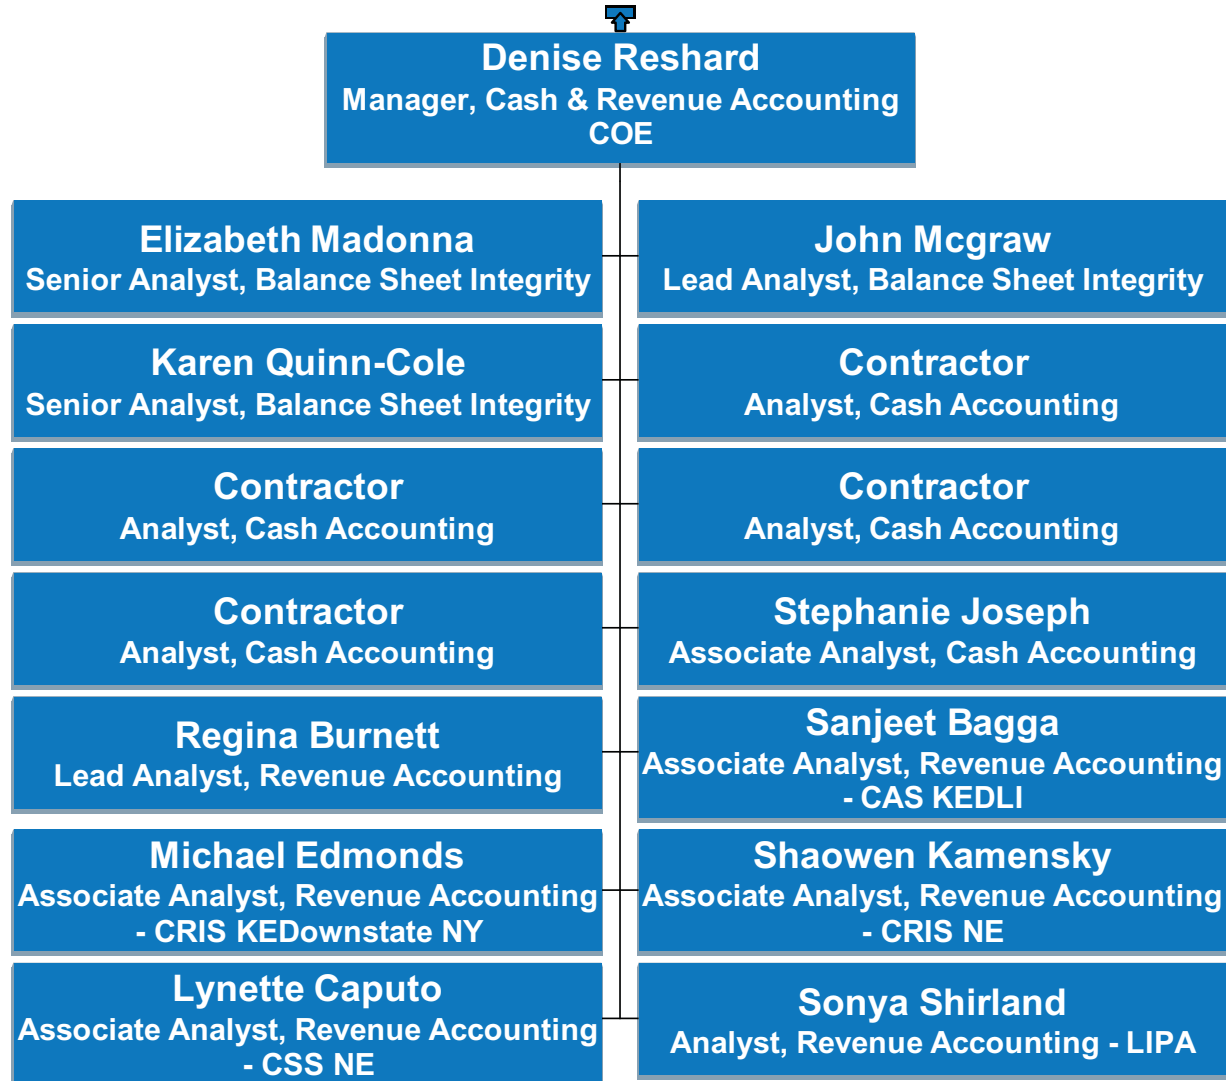 Denise Reshard
Manager, Cash & Revenue Accounting
COE
Elizabeth Madonna
Senior Analyst, Balance Sheet Integrity
John Mcgraw
Lead Analyst, Balance Sheet Integrity
Karen Quinn-Cole
Senior Analyst, Balance Sheet Integrity
Contractor
Analyst, Cash Accounting
Contractor
Analyst, Cash Accounting
Contractor
Analyst, Cash Accounting
Contractor
Analyst, Cash Accounting
Stephanie Joseph
Associate Analyst, Cash Accounting
Regina Burnett
Lead Analyst, Revenue Accounting
Sanjeet Bagga
Associate Analyst, Revenue Accounting
- CAS KEDLI
Michael Edmonds
Associate Analyst, Revenue Accounting
- CRIS KEDownstate NY
Shaowen Kamensky
Associate Analyst, Revenue Accounting
- CRIS NE
Lynette Caputo
Associate Analyst, Revenue Accounting
- CSS NE
Sonya Shirland
Analyst, Revenue Accounting - LIPA